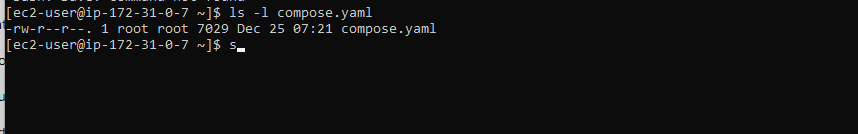 [ec2-user@ip-172-31-0-7 ~]$ ls -l compose.yaml
-rw-r--r--. 1 root root 7029 Dec 25 07:21 compose.yaml
[ec2-user@ip-172-31-0-7 ~]$ s